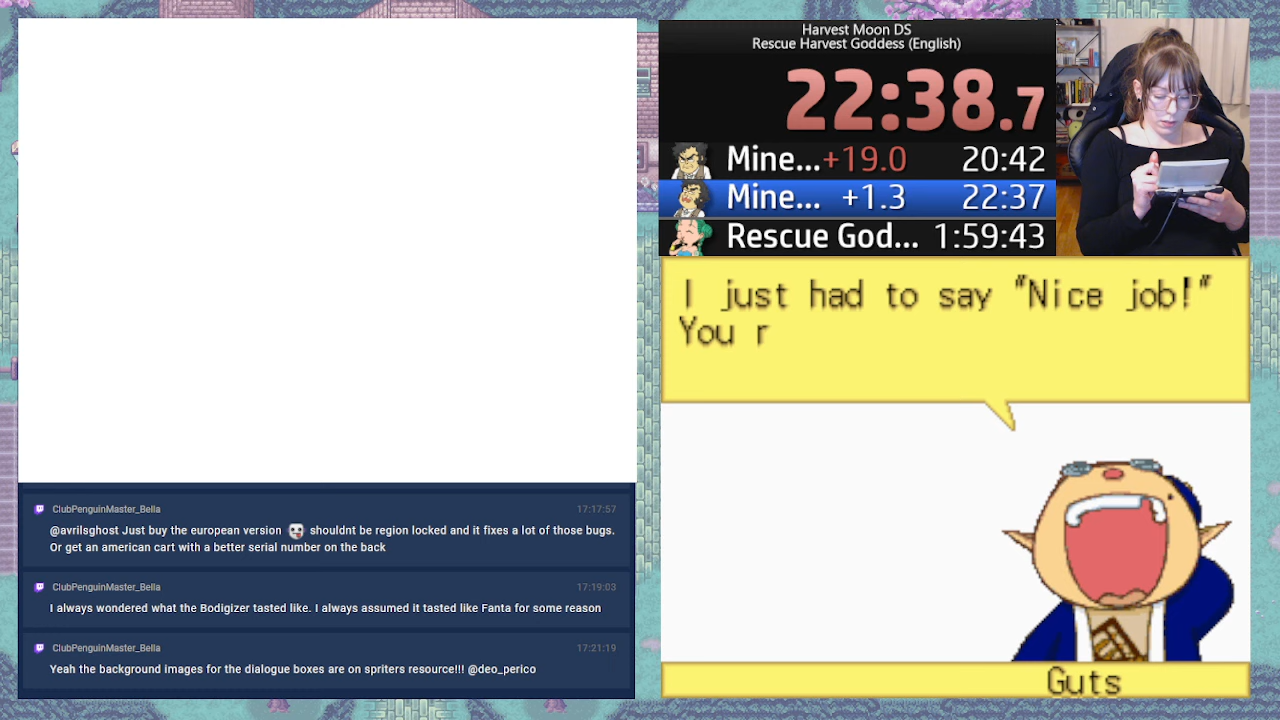 Harvest Moon DS
Rescue Harvest Goddess (English)
22:38.7
Mine...+19.0 20:42
Mine... +1.3 22:37
Rescue God... 1:59:43
I just had to say "Nice job!"
You r
Guts
ClubPenguinMaster_Bella 17:17:57
@avrilsghost Just buy the european version shouldnt be region locked and it fixes a lot of those bugs.
Or get an american cart with a better serial number on the back
ClubPenguinMaster_Bella 17:19:03
I always wondered what the Bodigizer tasted like. I always assumed it tasted like Fanta for some reason
ClubPenguinMaster_Bella 17:21:19
Yeah the background images for the dialogue boxes are on spriters resource!!! @deo_perico